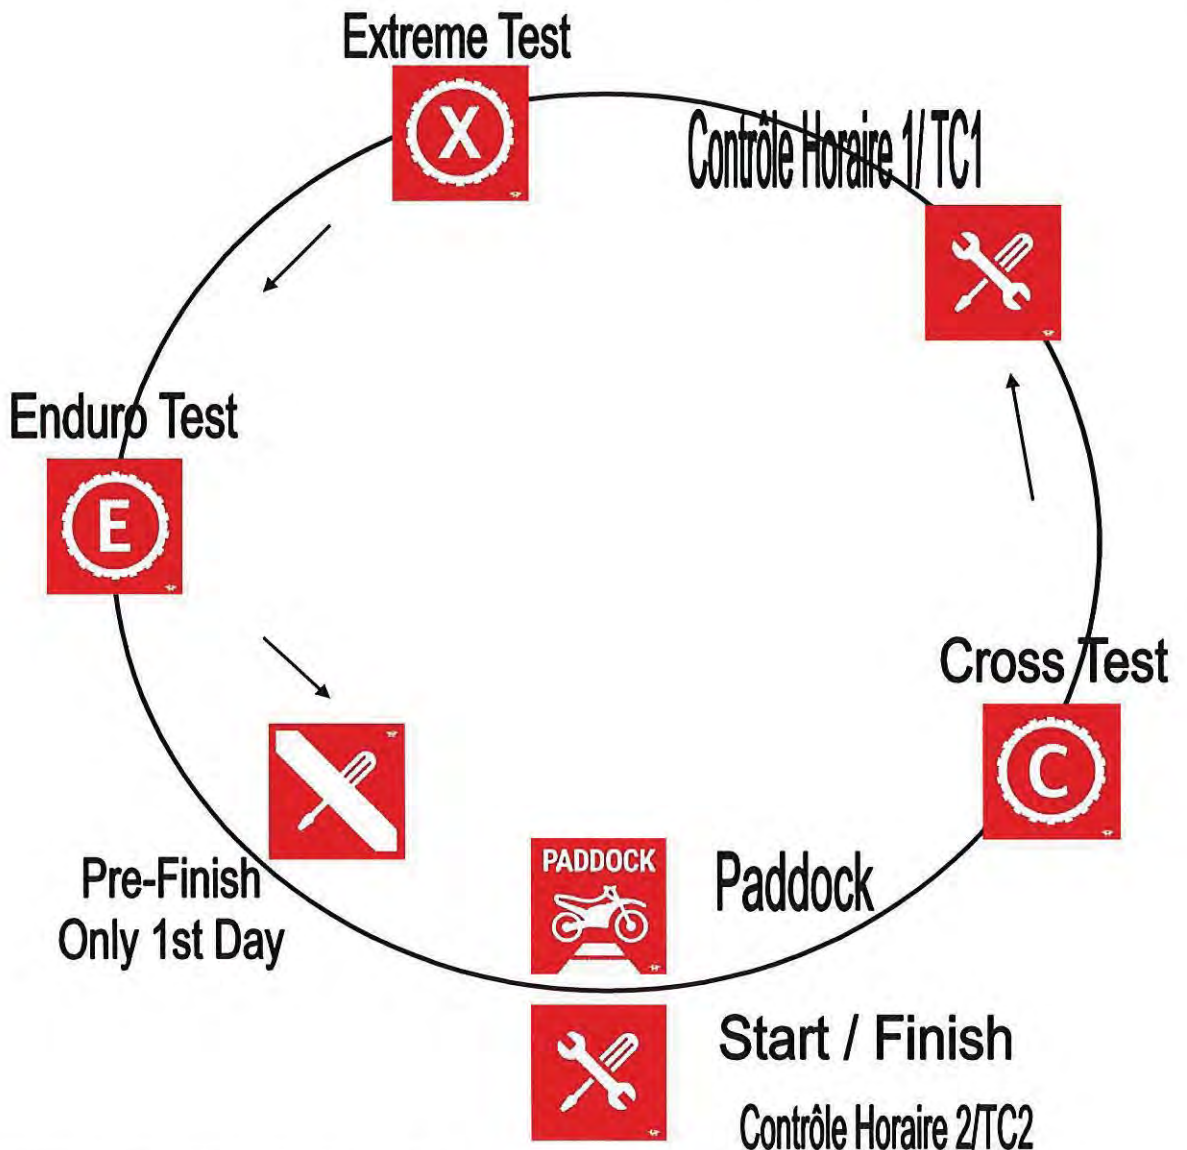 Extreme Test
X
Contrôle Horaire 1/ TC1
Enduro Test
E
Cross Test
C
Pre-Finish
Only 1st Day
PADDOCK
Paddock
Start / Finish
Contrôle Horaire 2/TC2